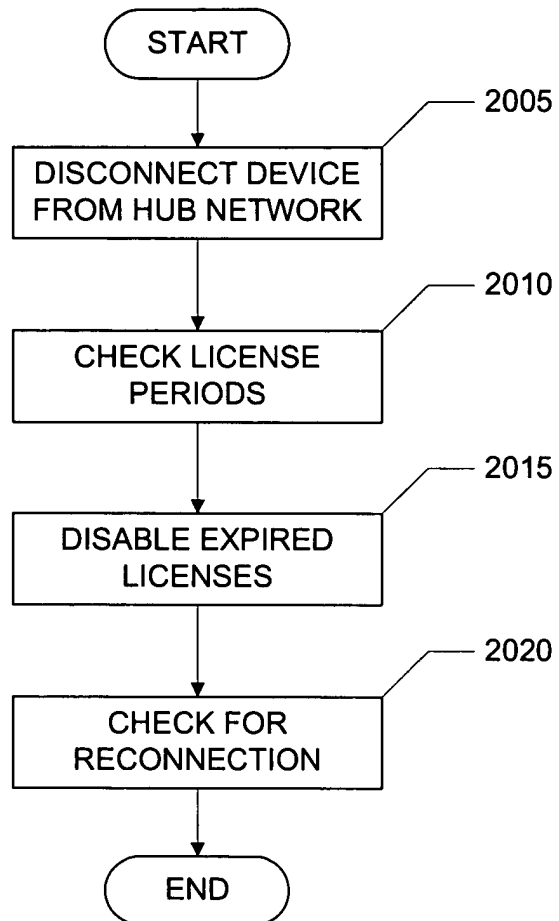 START
2005
DISCONNECT DEVICE
FROM HUB NETWORK
2010
CHECK LICENSE
PERIODS
2015
DISABLE EXPIRED
LICENSES
2020
CHECK FOR
RECONNECTION
END